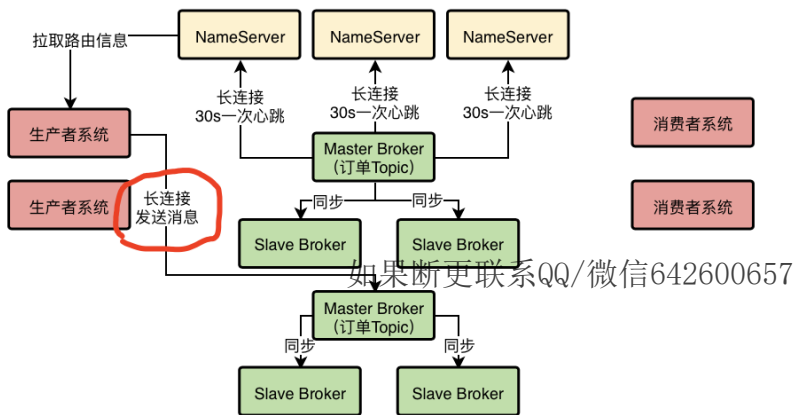 NameServer
NameServer
NameServer
拉取路由信息
长连接
30s一次心跳
长连接
30s一次心跳
长连接
30s一次心跳
生产者系统
消费者系统
Master Broker
（订单Topic）
生产者系统
长连接
发送消息
同步
同步
消费者系统
Slave Broker
Slave Broker
如果断更联系QQ/微信642600657
Master Broker
（订单Topic）
同步
同步
Slave Broker
Slave Broker